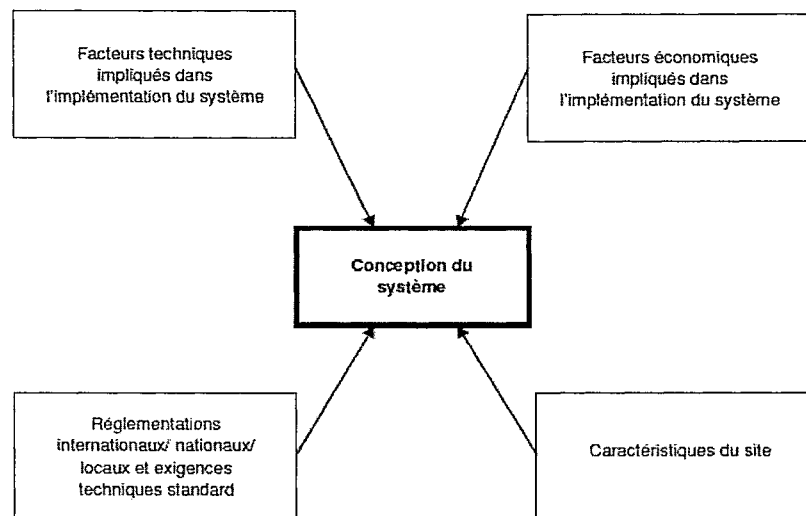 Facteurs techniques
impliqués dans
l'implémentation du système
Facteurs économiques
impliqués dans
l'implémentation du système
Conception du
système
Réglementations
internationaux/ nationaux/
locaux et exigences
techniques standard
Caractéristiques du site